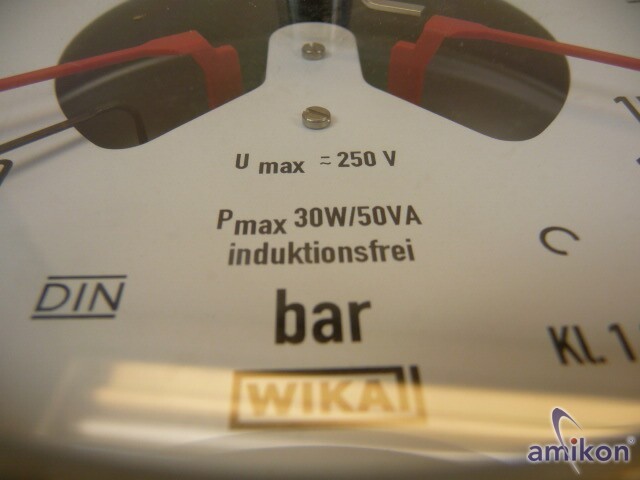 U max ≂ 250 V
Pmax 30W/50VA
induktionsfrei
DIN
bar
KL. 1
WIKA
amikon®